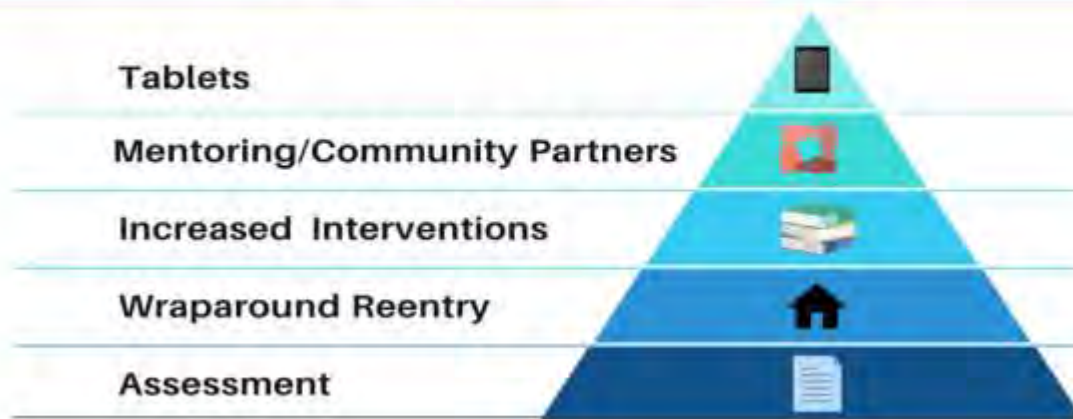 Tablets
Mentoring/Community Partners
Increased Interventions
Wraparound Reentry
Assessment